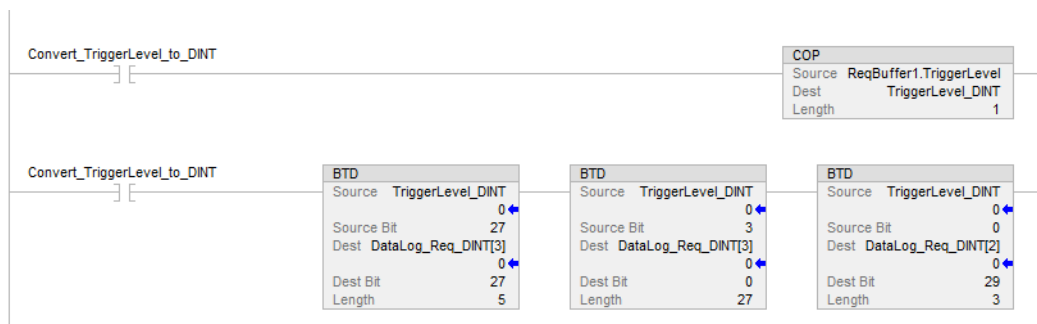 Convert_TriggerLevel_to_DINT
COP
Source ReqBuffer1.TriggerLevel
Dest TriggerLevel_DINT
Length 1
Convert_TriggerLevel_to_DINT
BTD
Source TriggerLevel_DINT
0
Source Bit 27
Dest DataLog_Req_DINT[3]
0
Dest Bit 27
Length 5
BTD
Source TriggerLevel_DINT
0
Source Bit 3
Dest DataLog_Req_DINT[3]
0
Dest Bit 0
Length 27
BTD
Source TriggerLevel_DINT
0
Source Bit 0
Dest DataLog_Req_DINT[2]
0
Dest Bit 29
Length 3